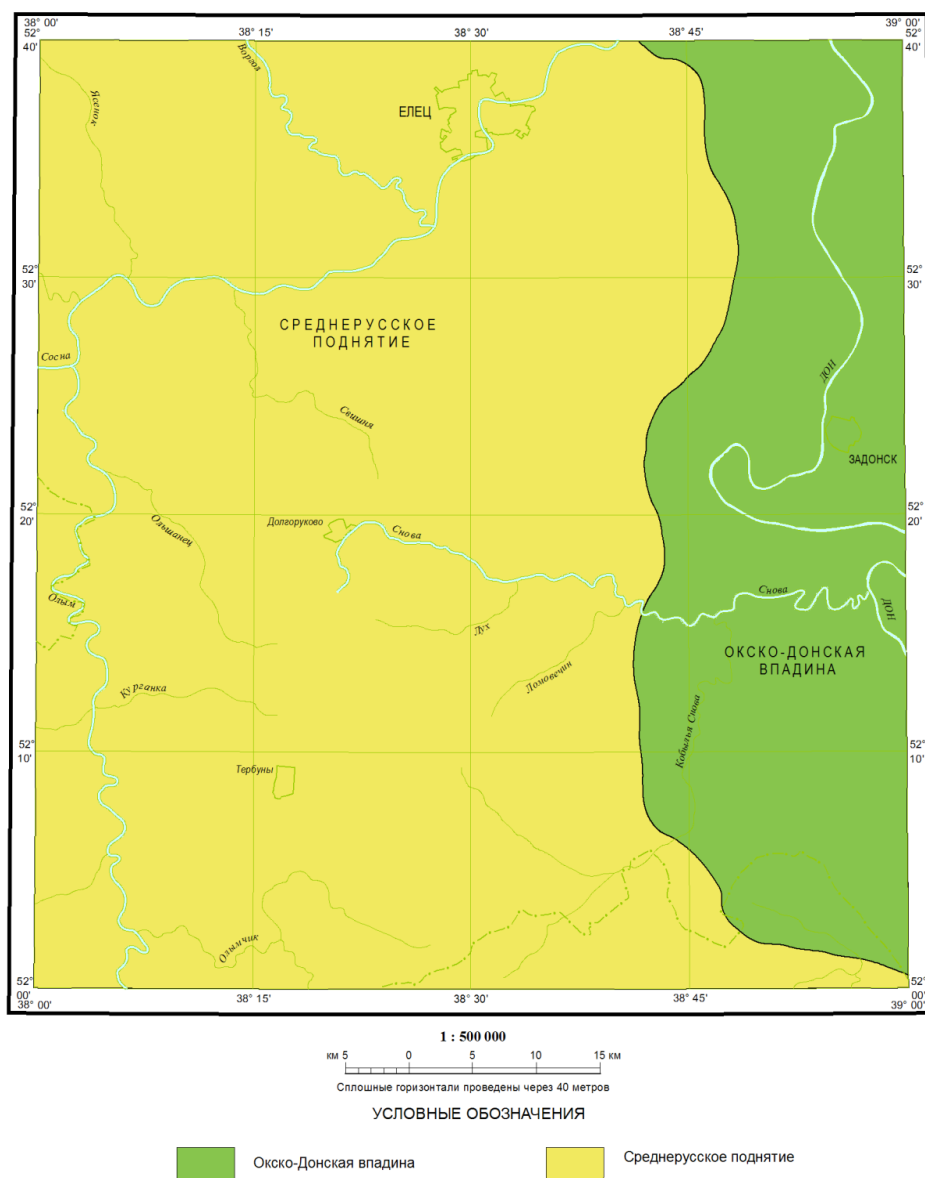 38° 00'
39° 00'
52° 40'
38° 15'
38° 30'
38° 45'
52° 40'
Воргол
Ясенок
ЕЛЕЦ
52° 30'
52° 30'
СРЕДНЕРУССКОЕ
ПОДНЯТИЕ
Сосна
ДОН
Свишня
ЗАДОНСК
52° 20'
52° 20'
Ольшанец
Долгоруково
Снова
Снова
Олым
ДОН
Лух
ОКСКО-ДОНСКАЯ
ВПАДИНА
Ломовечин
Курганка
Кобылья Снова
52° 10'
52° 10'
Тербуны
Олымчик
52° 00'
38° 00'
38° 15'
38° 30'
38° 45'
52° 00'
39° 00'
1 : 500 000
км 5 0 5 10 15 км
Сплошные горизонтали проведены через 40 метров
УСЛОВНЫЕ ОБОЗНАЧЕНИЯ
Окско-Донская впадина
Среднерусское поднятие